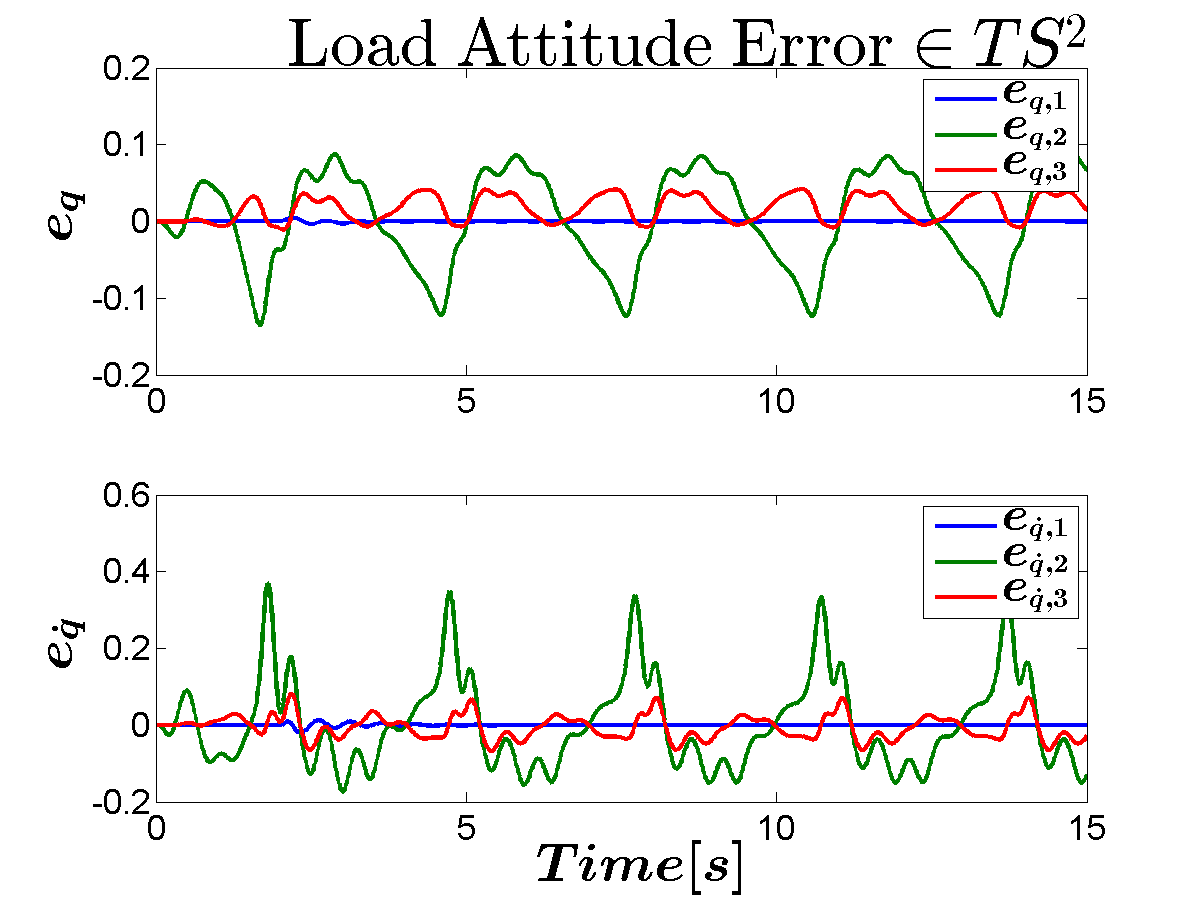 Load Attitude Error ∈ TS²
0.2
0.1
0
-0.1
-0.2
e_q
e_{q,1}
e_{q,2}
e_{q,3}
0 5 10 15
0.6
0.4
0.2
0
-0.2
e_{q̇}
e_{q̇,1}
e_{q̇,2}
e_{q̇,3}
0 5 10 15
Time[s]